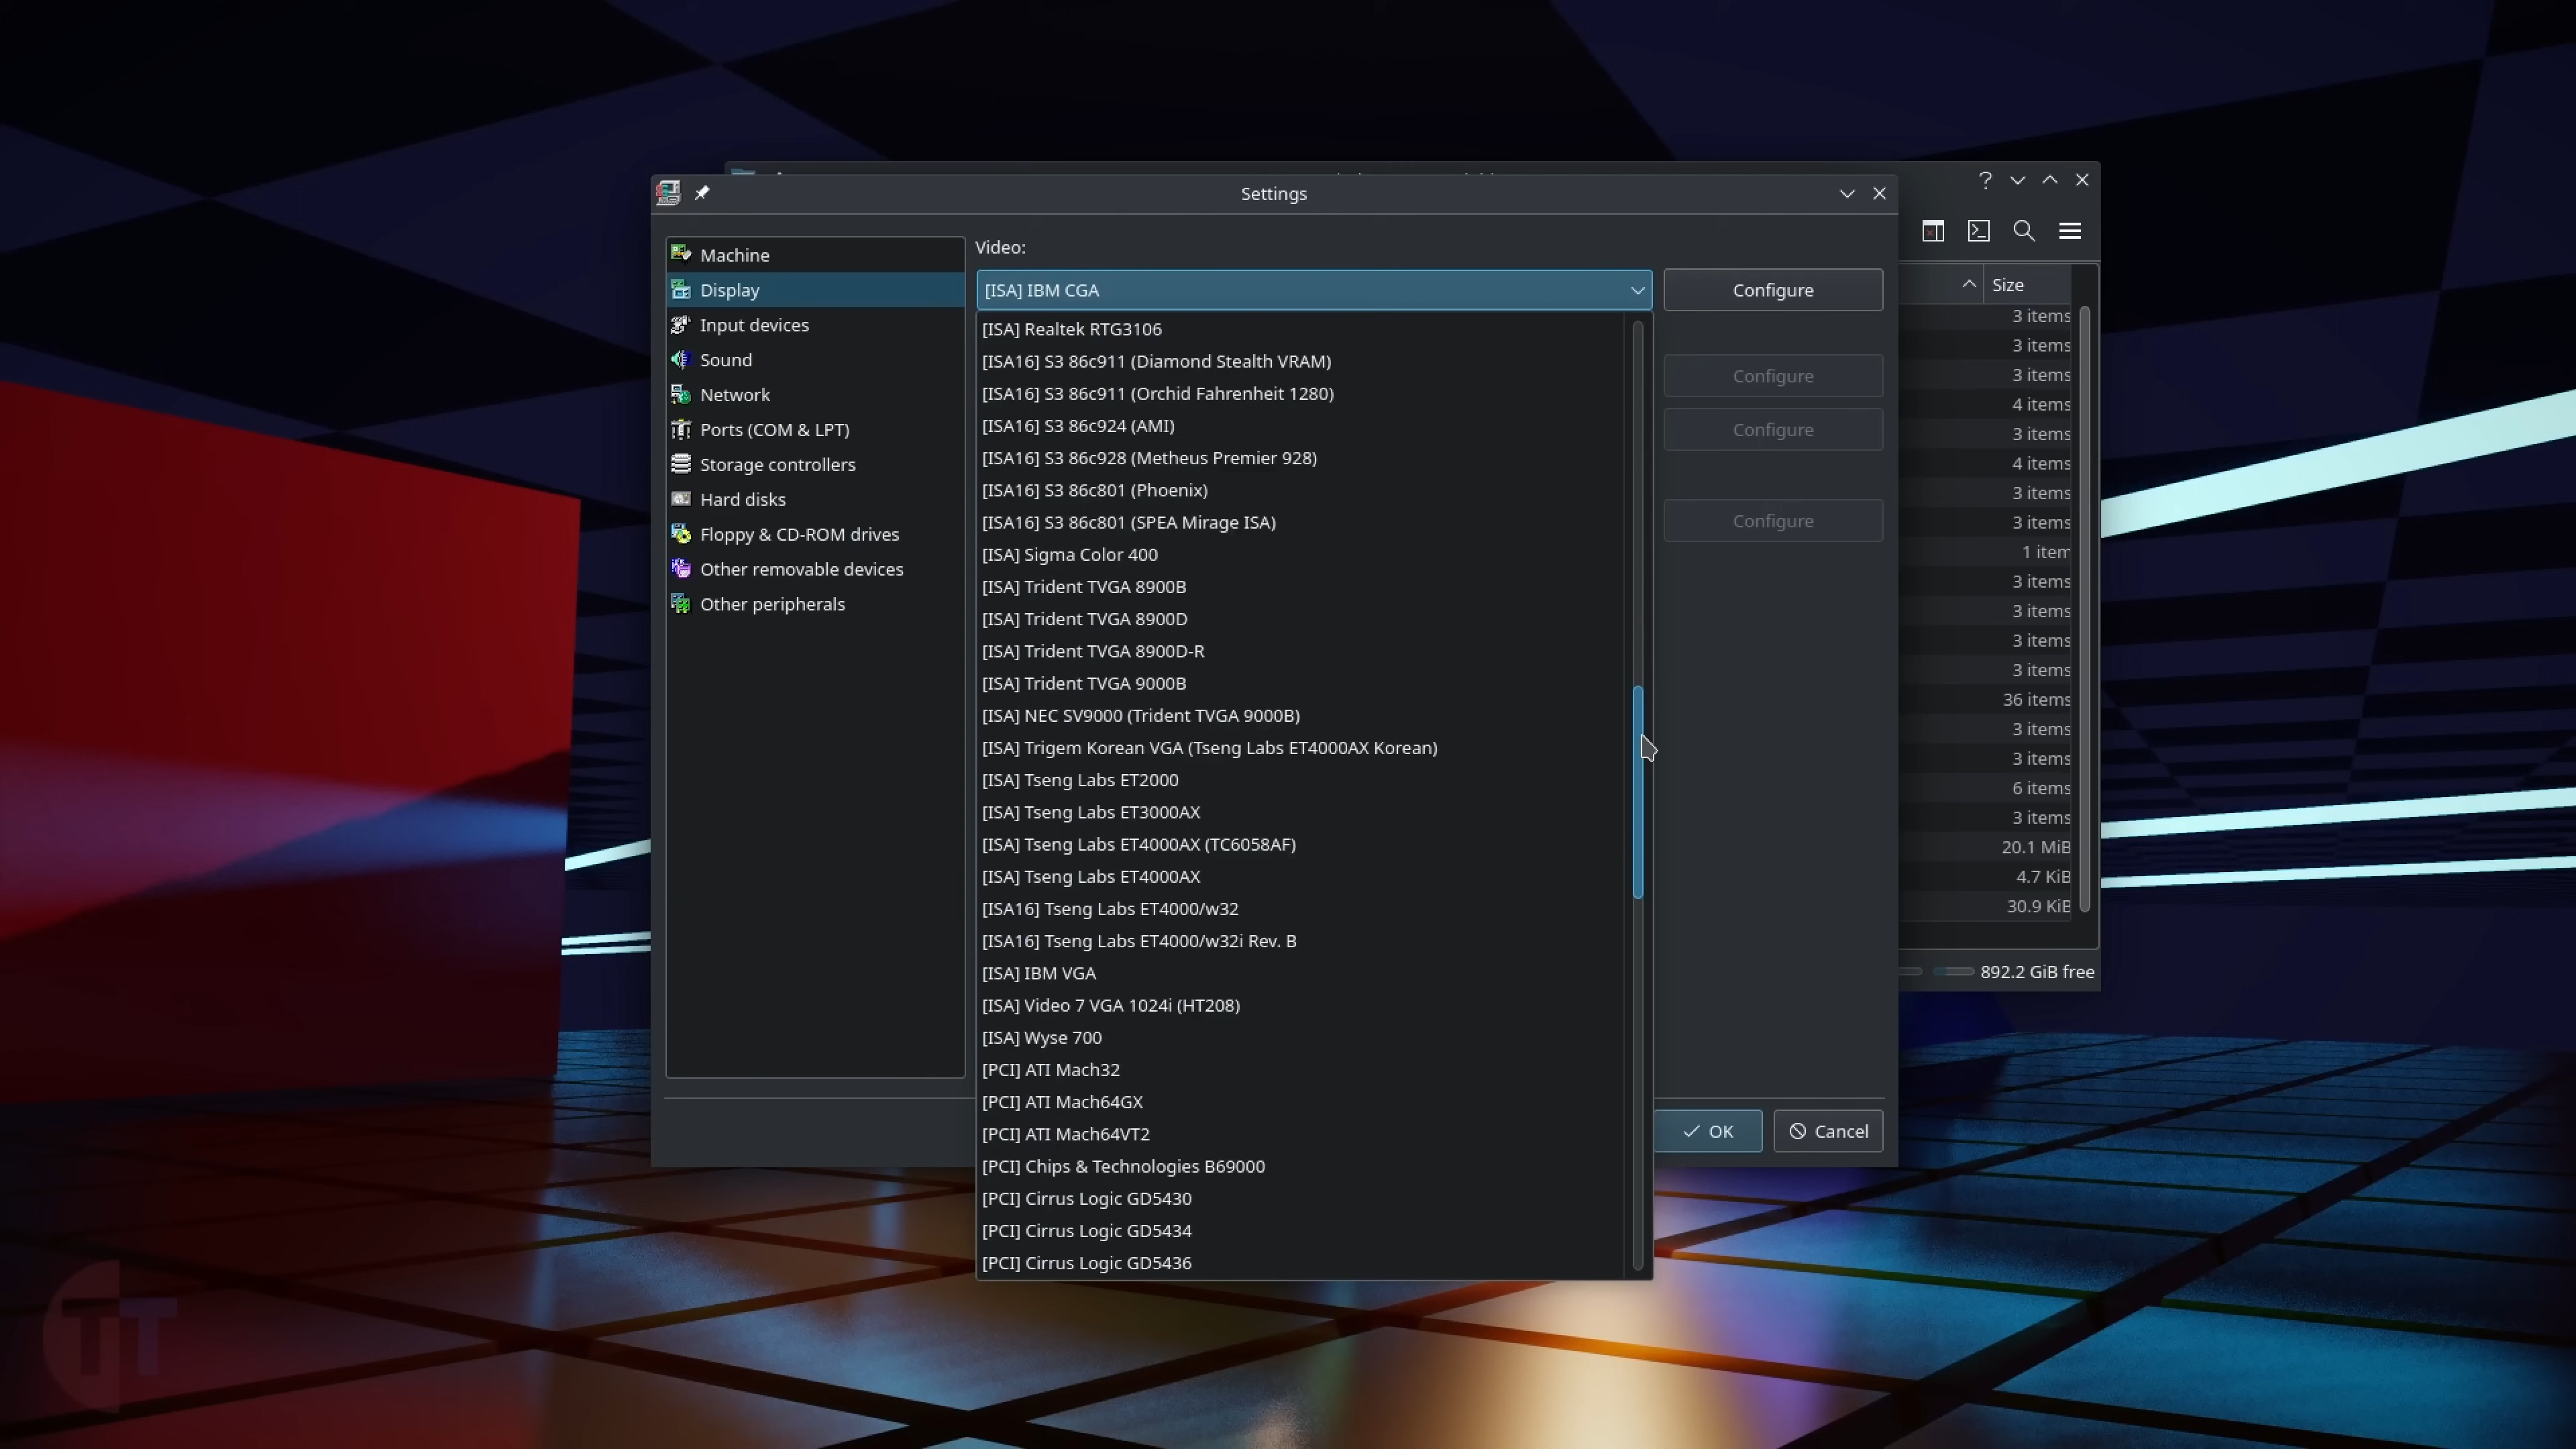 Settings
Machine
Display
Input devices
Sound
Network
Ports (COM & LPT)
Storage controllers
Hard disks
Floppy & CD-ROM drives
Other removable devices
Other peripherals
Video:
[ISA] IBM CGA
Configure
[ISA] Realtek RTG3106
[ISA16] S3 86c911 (Diamond Stealth VRAM)
[ISA16] S3 86c911 (Orchid Fahrenheit 1280)
[ISA16] S3 86c924 (AMI)
[ISA16] S3 86c928 (Metheus Premier 928)
[ISA16] S3 86c801 (Phoenix)
[ISA16] S3 86c801 (SPEA Mirage ISA)
[ISA] Sigma Color 400
[ISA] Trident TVGA 8900B
[ISA] Trident TVGA 8900D
[ISA] Trident TVGA 8900D-R
[ISA] Trident TVGA 9000B
[ISA] NEC SV9000 (Trident TVGA 9000B)
[ISA] Trigem Korean VGA (Tseng Labs ET4000AX Korean)
[ISA] Tseng Labs ET2000
[ISA] Tseng Labs ET3000AX
[ISA] Tseng Labs ET4000AX (TC6058AF)
[ISA] Tseng Labs ET4000AX
[ISA16] Tseng Labs ET4000/w32
[ISA16] Tseng Labs ET4000/w32i Rev. B
[ISA] IBM VGA
[ISA] Video 7 VGA 1024i (HT208)
[ISA] Wyse 700
[PCI] ATI Mach32
[PCI] ATI Mach64GX
[PCI] ATI Mach64VT2
[PCI] Chips & Technologies B69000
[PCI] Cirrus Logic GD5430
[PCI] Cirrus Logic GD5434
[PCI] Cirrus Logic GD5436
Configure
Configure
Configure
OK
Cancel
Size
3 items
3 items
3 items
4 items
3 items
4 items
3 items
3 items
1 item
3 items
3 items
3 items
3 items
36 items
3 items
3 items
6 items
3 items
20.1 MiB
4.7 KiB
30.9 KiB
892.2 GiB free
TT